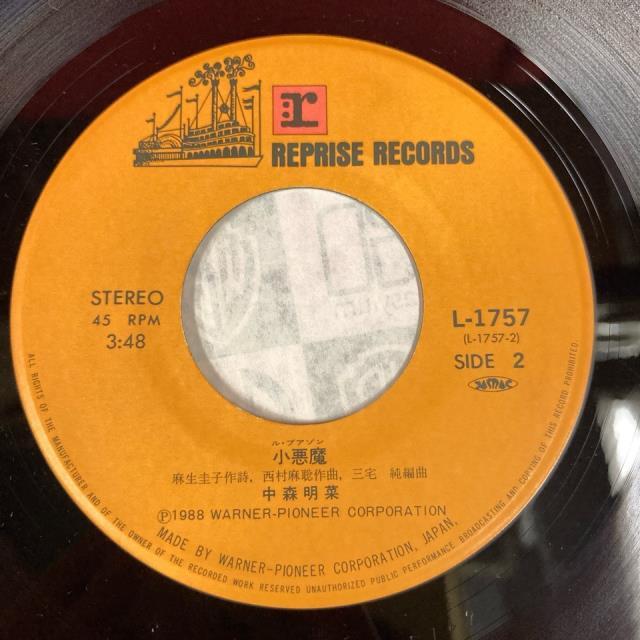 r
REPRISE RECORDS
STEREO
45 RPM
3:48
L-1757
(L-1757-2)
SIDE 2
JASRAC
ル・プアゾン
小悪魔
麻生圭子作詩, 西村麻聡作曲, 三宅 純編曲
中森明菜
Ⓟ1988 WARNER-PIONEER CORPORATION
MADE BY WARNER-PIONEER CORPORATION, JAPAN,
ALL RIGHTS OF THE MANUFACTURER AND OF THE OWNER OF THE RECORDED WORK RESERVED UNAUTHORIZED PUBLIC PERFORMANCE, BROADCASTING AND COPYING OF THIS RECORD PROHIBITED.